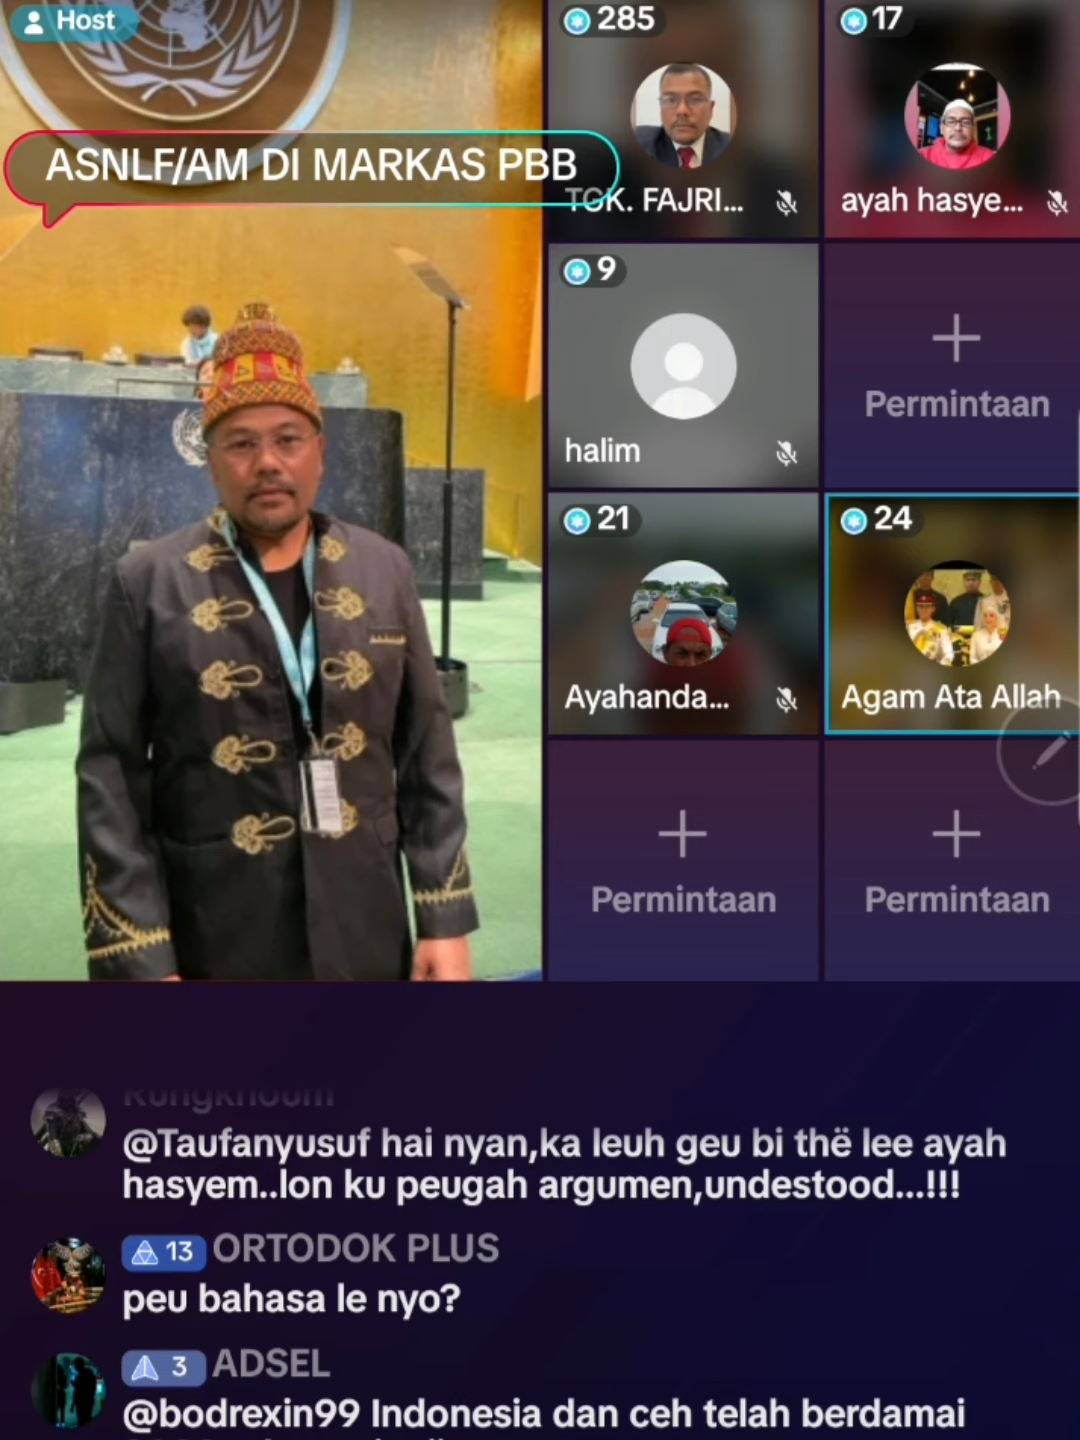 Host
ASNLF/AM DI MARKAS PBB
285
TGK. FAJRI...
17
ayah hasye...
9
halim
Permintaan
21
Ayahanda...
24
Agam Ata Allah
Permintaan
Permintaan
Rungkhoum
@Taufanyusuf hai nyan,ka leuh geu bi thë lee ayah
hasyem..lon ku peugah argumen,undestood...!!!
13 ORTODOK PLUS
peu bahasa le nyo?
3 ADSEL
@bodrexin99 Indonesia dan ceh telah berdamai